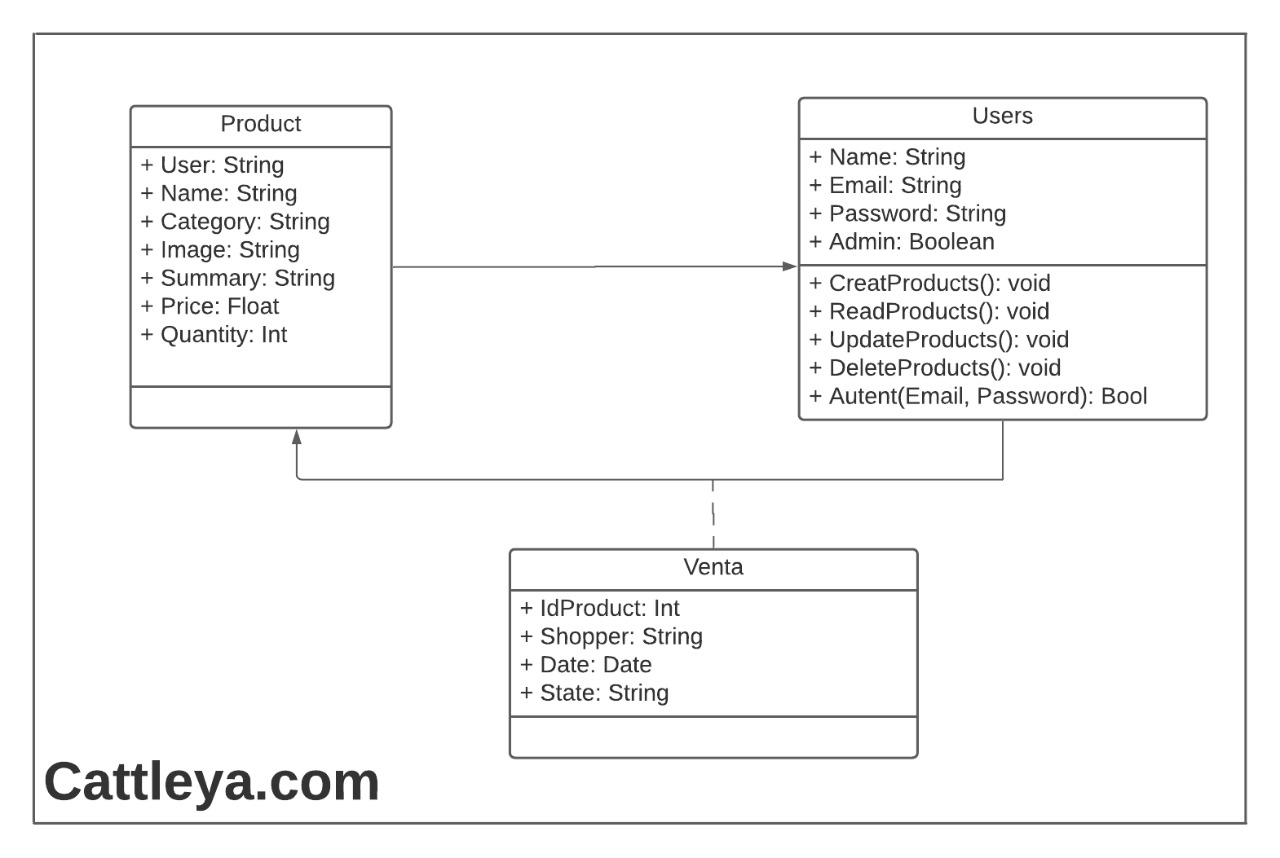 Product
+ User: String
+ Name: String
+ Category: String
+ Image: String
+ Summary: String
+ Price: Float
+ Quantity: Int
Users
+ Name: String
+ Email: String
+ Password: String
+ Admin: Boolean
+ CreatProducts(): void
+ ReadProducts(): void
+ UpdateProducts(): void
+ DeleteProducts(): void
+ Autent(Email, Password): Bool
Venta
+ IdProduct: Int
+ Shopper: String
+ Date: Date
+ State: String
Cattleya.com